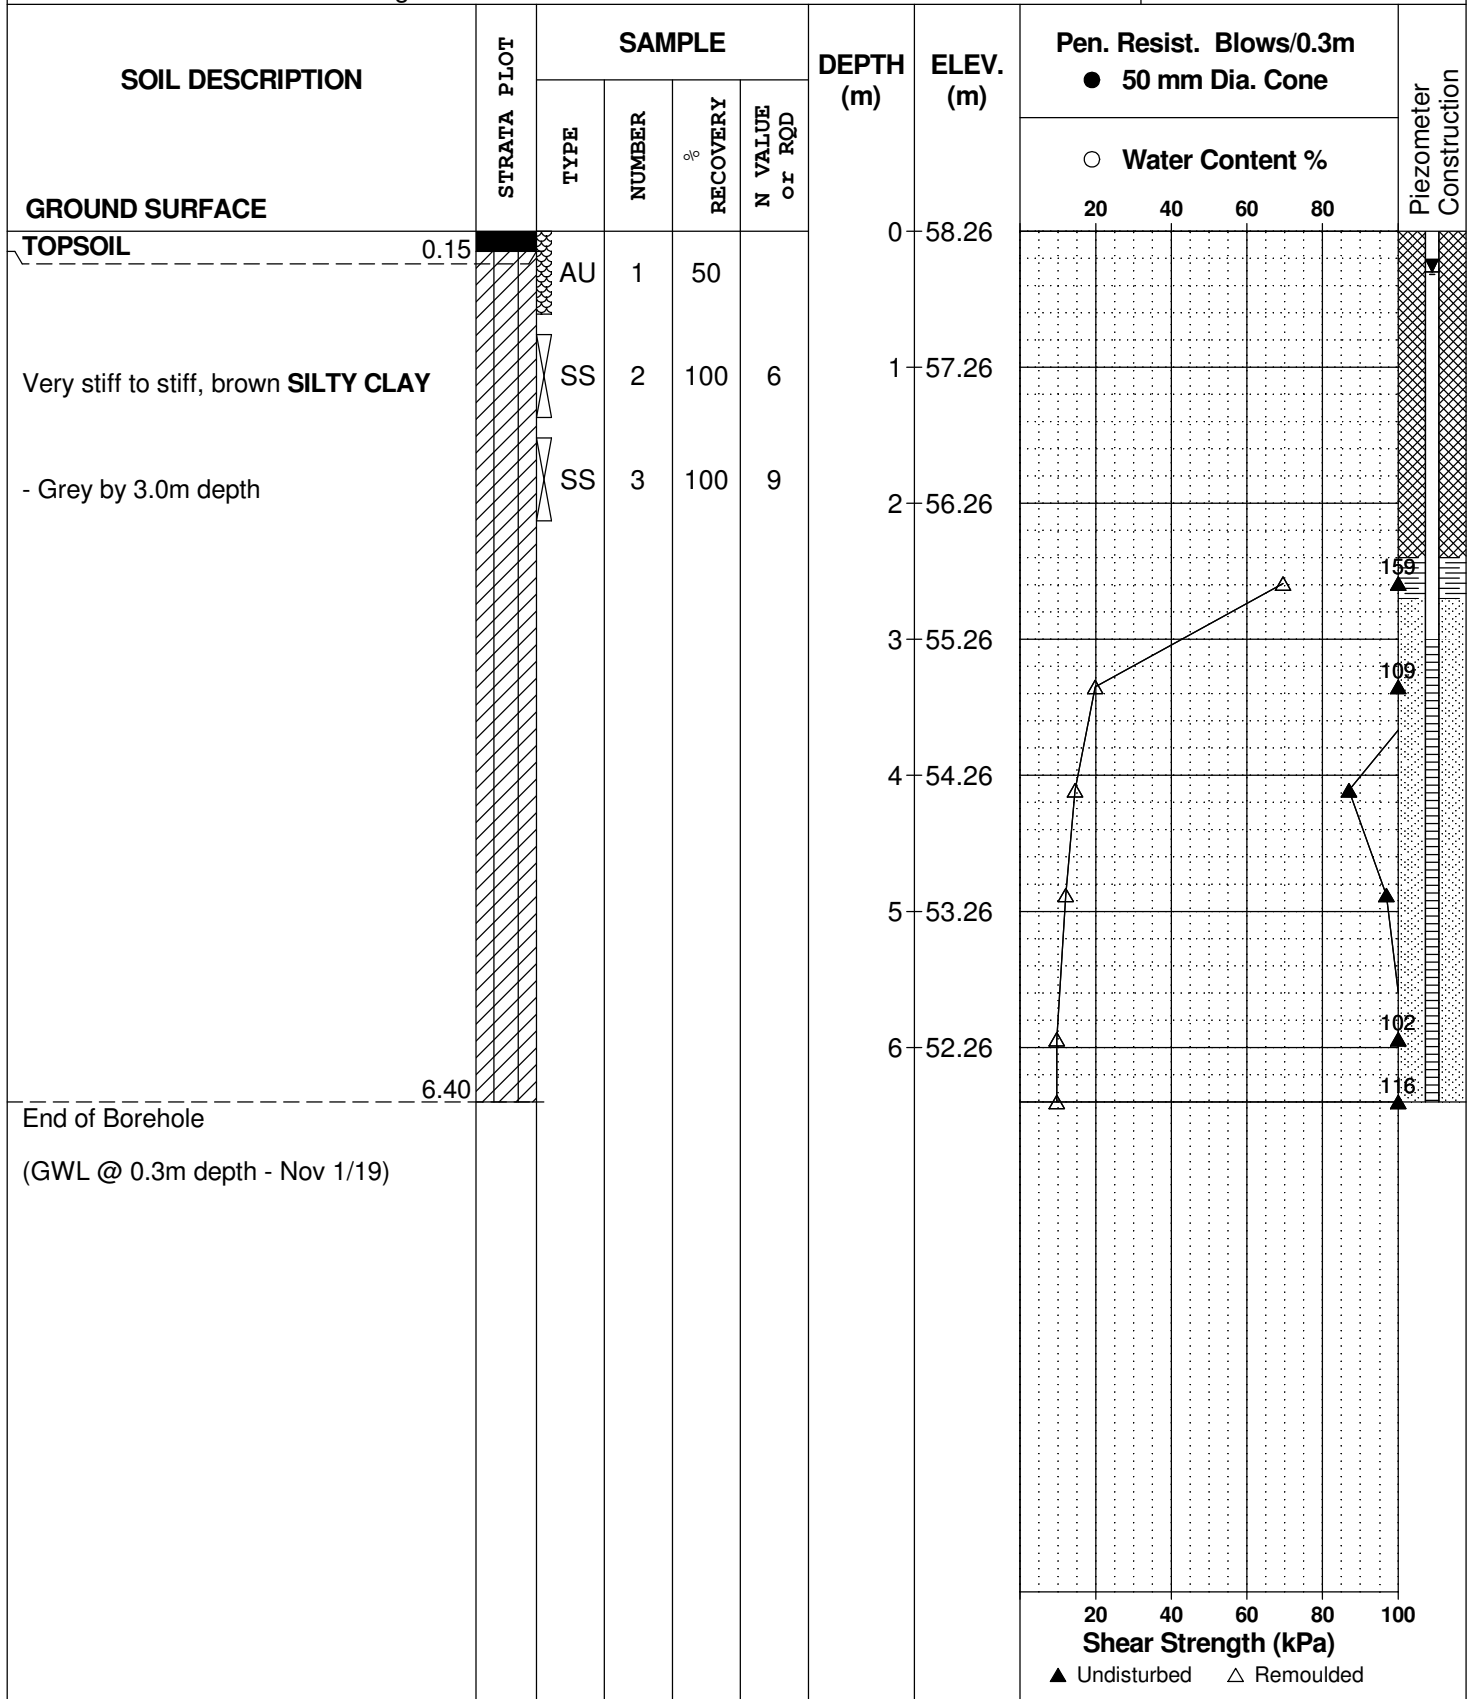 SOIL DESCRIPTION
GROUND SURFACE
STRATA PLOT
SAMPLE
TYPE
NUMBER
% RECOVERY
N VALUE or RQD
DEPTH (m)
ELEV. (m)
Pen. Resist. Blows/0.3m
● 50 mm Dia. Cone
○ Water Content %
20 40 60 80
Piezometer Construction
TOPSOIL 0.15
0 58.26
AU 1 50
Very stiff to stiff, brown SILTY CLAY
SS 2 100 6
1 57.26
- Grey by 3.0m depth
SS 3 100 9
2 56.26
159
3 55.26
109
4 54.26
5 53.26
102
6 52.26
6.40
116
End of Borehole
(GWL @ 0.3m depth - Nov 1/19)
20 40 60 80 100
Shear Strength (kPa)
▲ Undisturbed △ Remoulded